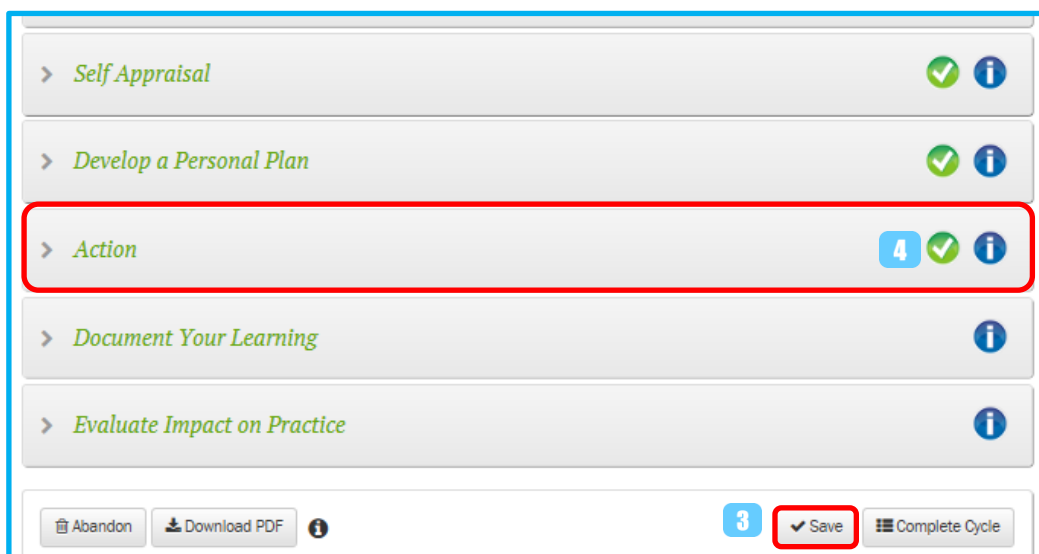 Self Appraisal
Develop a Personal Plan
Action
4
Document Your Learning
Evaluate Impact on Practice
Abandon Download PDF 3 Save Complete Cycle